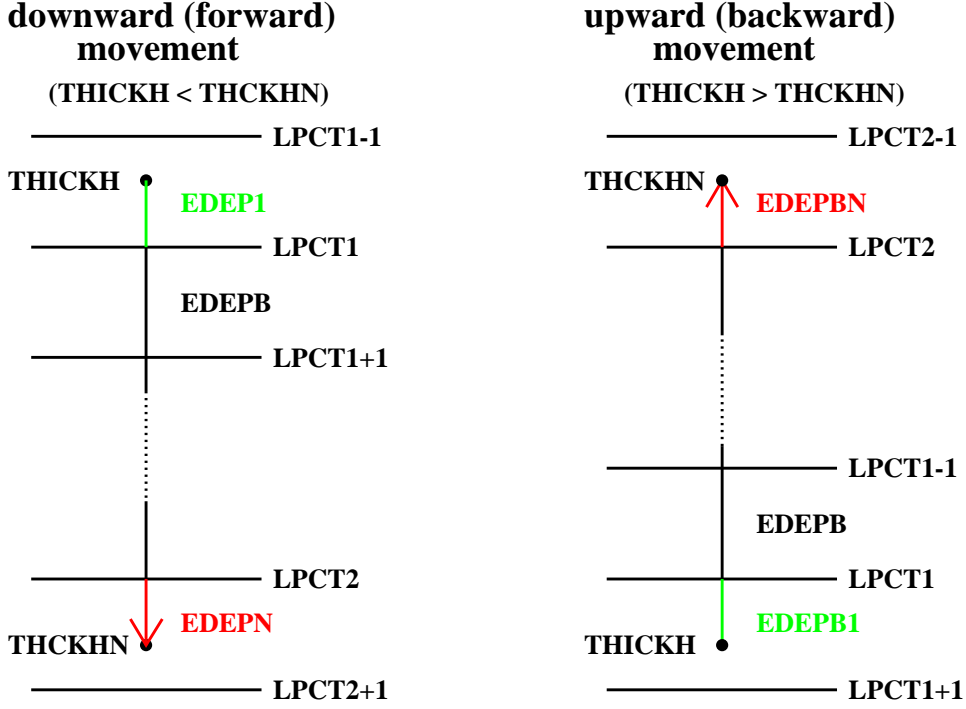 downward (forward)
movement
(THICKH < THCKHN)
LPCT1-1
THICKH
EDEP1
LPCT1
EDEPB
LPCT1+1
LPCT2
EDEPN
THCKHN
LPCT2+1
upward (backward)
movement
(THICKH > THCKHN)
LPCT2-1
THCKHN
EDEPBN
LPCT2
LPCT1-1
EDEPB
LPCT1
EDEPB1
THICKH
LPCT1+1